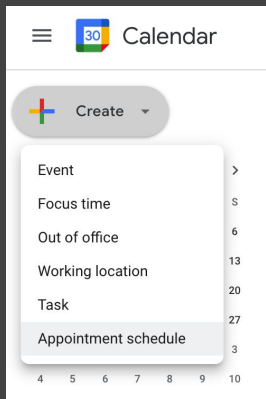 30 Calendar
Create
Event
Focus time
S
Out of office
6
Working location
13
20
Task
27
Appointment schedule
3
4 5 6 7 8 9 10